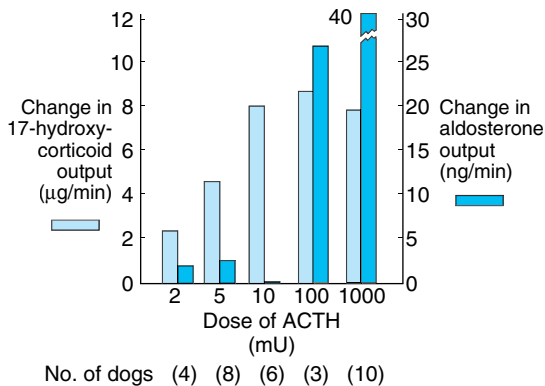 40
12
10
8
6
4
2
0
30
25
20
15
10
5
0
Change in
17-hydroxy-
corticoid
output
(μg/min)
Change in
aldosterone
output
(ng/min)
2 5 10 100 1000
Dose of ACTH
(mU)
No. of dogs (4) (8) (6) (3) (10)